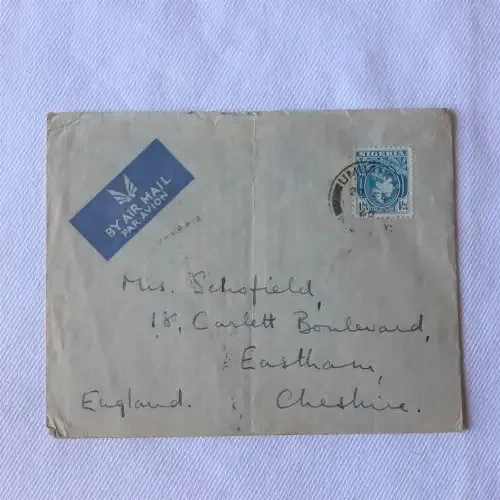 BY AIR MAIL
PAR AVION
NIGERIA
Mrs. Schofield,
18, Carlett Boulevard,
Eastham,
England. Cheshire.